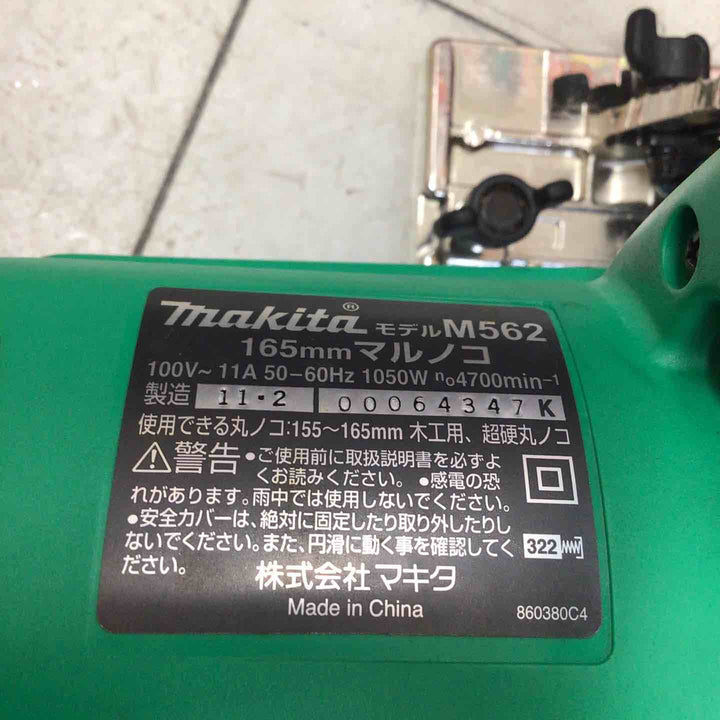 makita® モデルM562
165mmマルノコ
100V~ 11A 50-60Hz 1050W n₀4700min⁻¹
製造 11・2 00064347K
使用できる丸ノコ:155~165mm 木工用、超硬丸ノコ
⚠警告 ●ご使用前に取扱説明書を必ずよ
くお読みください。 ●感電の恐
れがあります。雨中では使用しないでください。
●安全カバーは、絶対に固定したり取り外したりし
ないでください。また、円滑に動く事を確認してく
ださい。
322
株式会社 マキタ
Made in China
860380C4